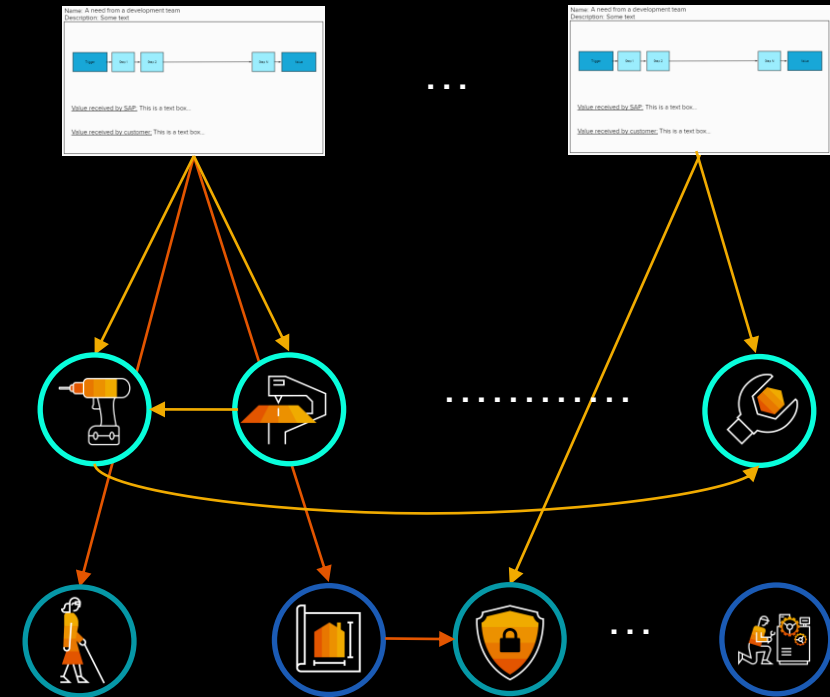 Name: A need from a development team
Description: Some text
Trigger
Value received by SAP: This is a text box...
Value received by customer: This is a text box...
...
Name: A need from a development team
Description: Some text
Trigger
Value received by SAP: This is a text box...
Value received by customer: This is a text box...
............
...